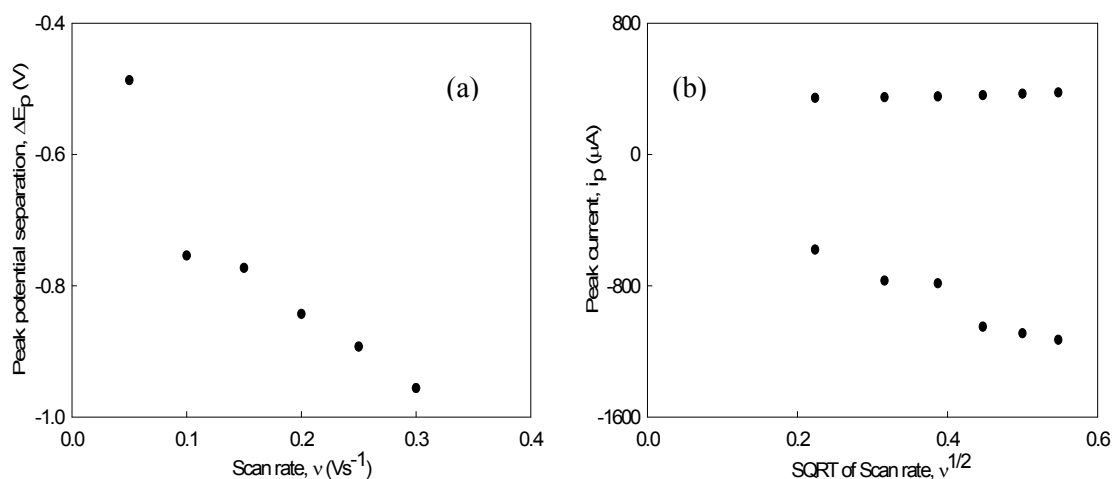 -0.4
-0.6
-0.8
-1.0
Peak potential separation, ΔEp (V)
(a)
0.0 0.1 0.2 0.3 0.4
Scan rate, ν (Vs-1)
800
0
-800
-1600
Peak current, ip (μA)
(b)
0.0 0.2 0.4 0.6
SQRT of Scan rate, ν1/2